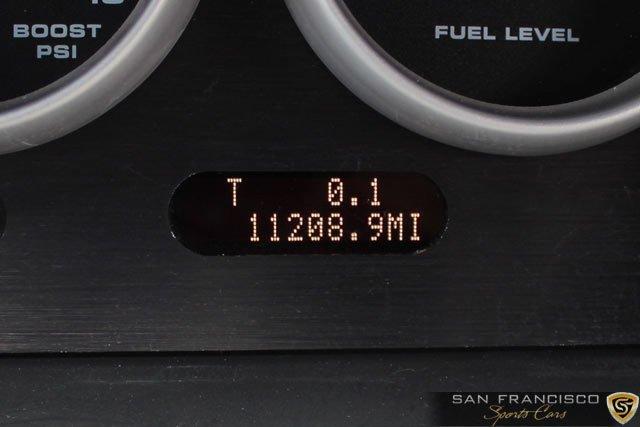 BOOST
PSI
FUEL LEVEL
T 0.1
11208.9MI
SAN FRANCISCO
Sports Cars